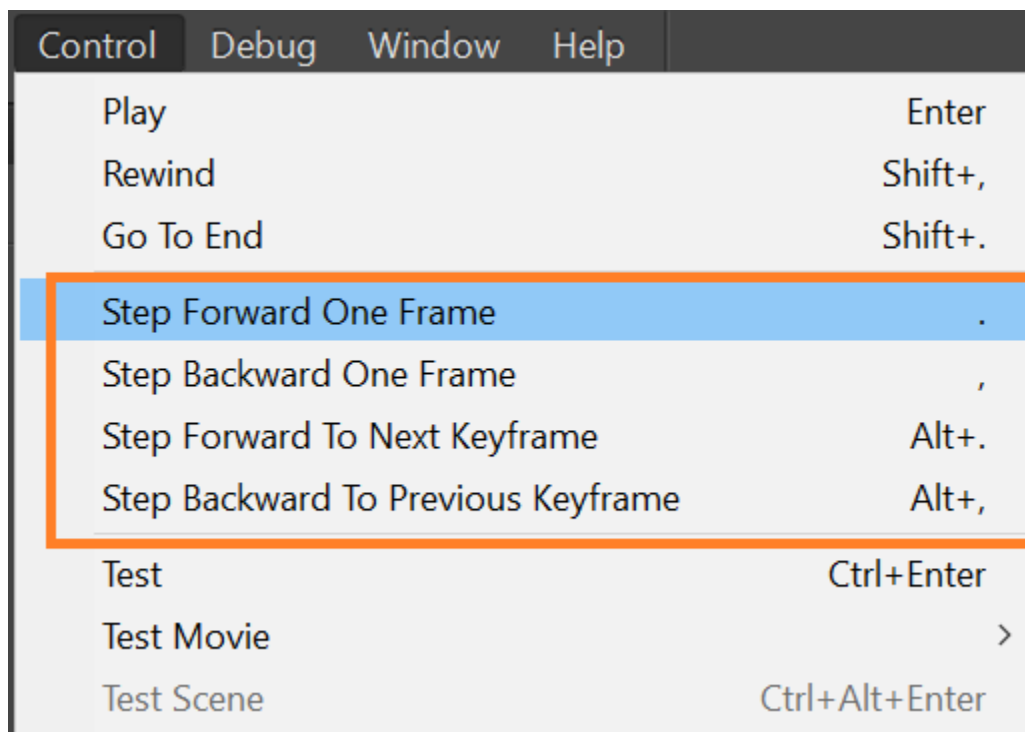 Control Debug Window Help
Play Enter
Rewind Shift+,
Go To End Shift+.
Step Forward One Frame .
Step Backward One Frame ,
Step Forward To Next Keyframe Alt+.
Step Backward To Previous Keyframe Alt+,
Test Ctrl+Enter
Test Movie
Test Scene Ctrl+Alt+Enter